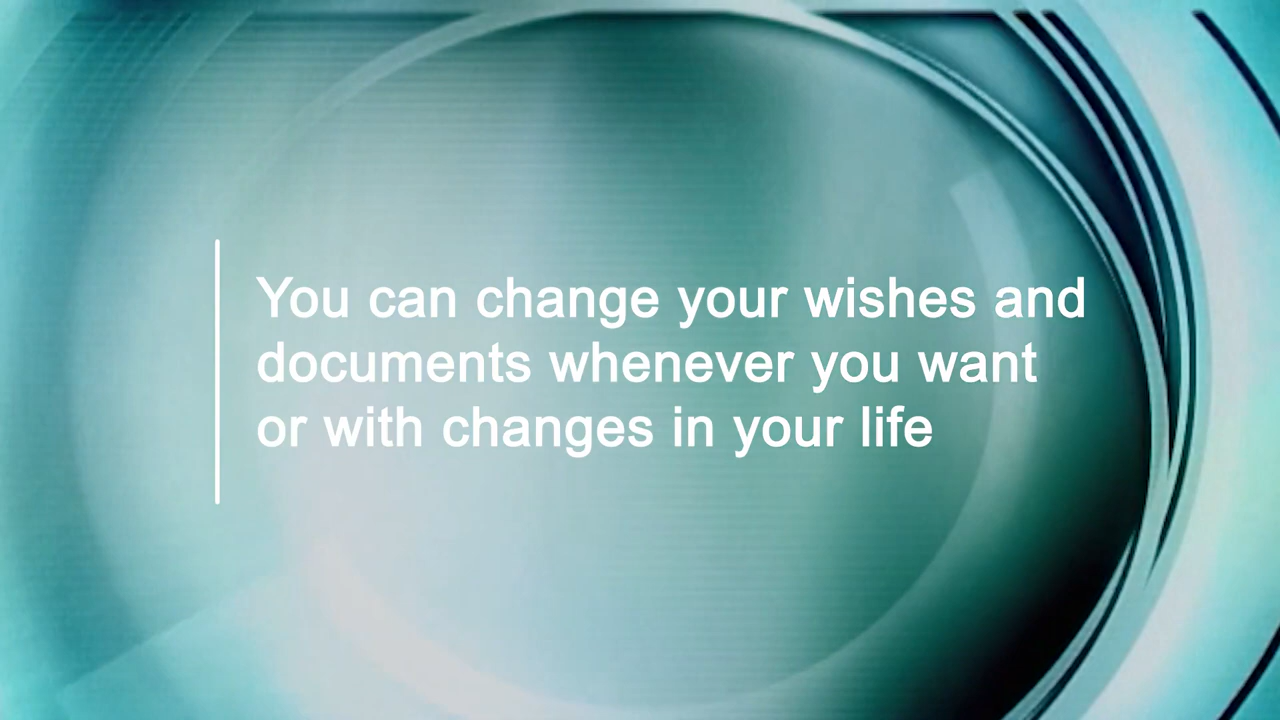 You can change your wishes and
documents whenever you want
or with changes in your life